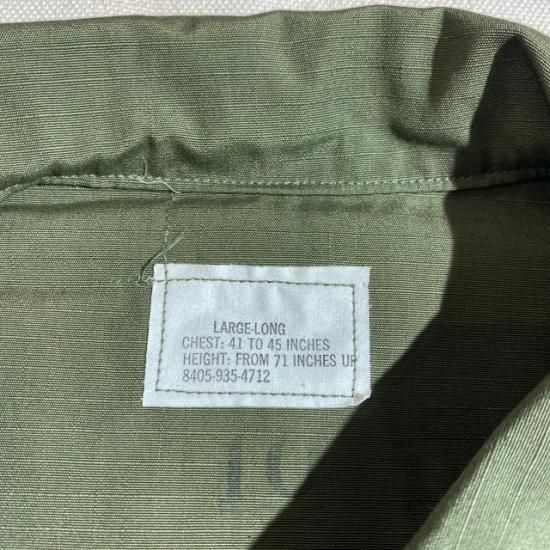 LARGE-LONG
CHEST: 41 TO 45 INCHES
HEIGHT: FROM 71 INCHES UP
8405-935-4712